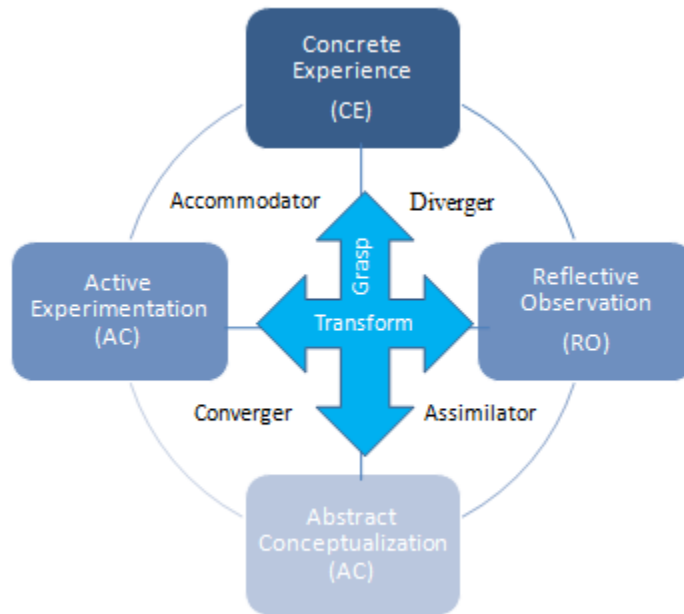 Concrete
Experience
(CE)
Accommodator
Diverger
Grasp
Active
Experimentation
(AC)
Transform
Reflective
Observation
(RO)
Converger
Assimilator
Abstract
Conceptualization
(AC)